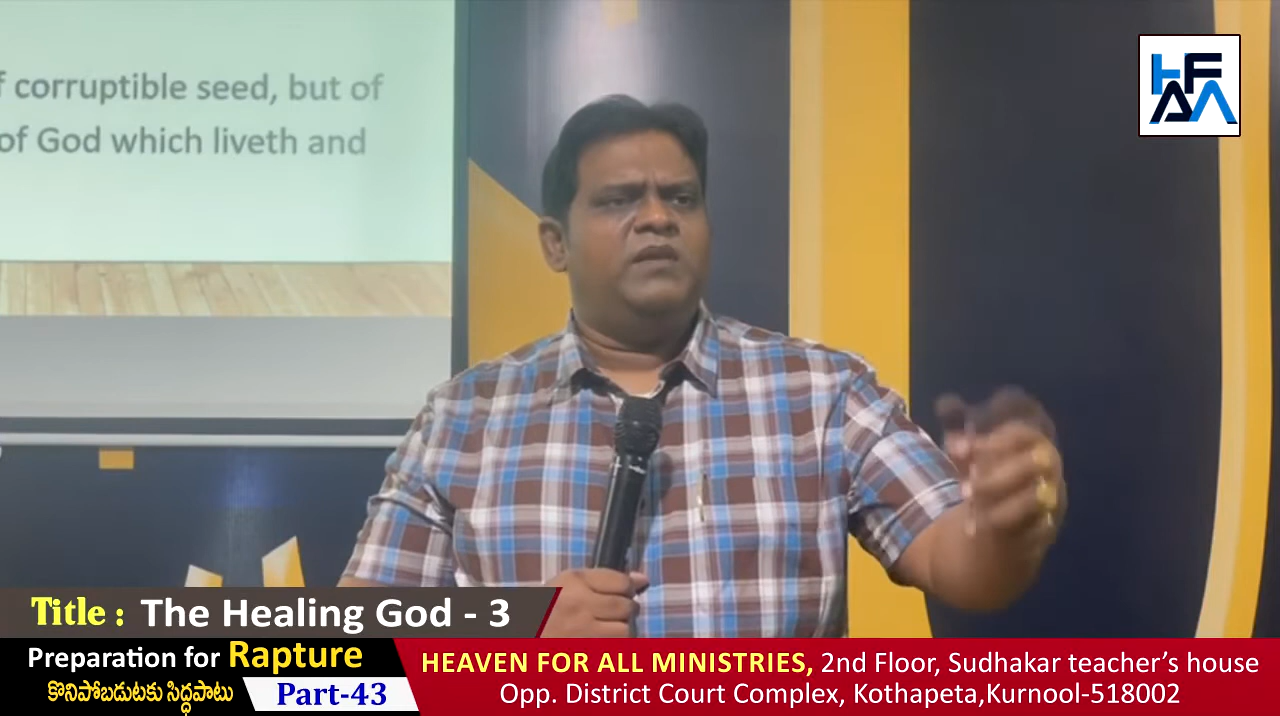 f corruptible seed, but of
of God which liveth and
HFAM
Title : The Healing God - 3
Preparation for Rapture
కొనిపోబడుటకు సిద్ధపాటు
Part-43
HEAVEN FOR ALL MINISTRIES, 2nd Floor, Sudhakar teacher's house
Opp. District Court Complex, Kothapeta,Kurnool-518002